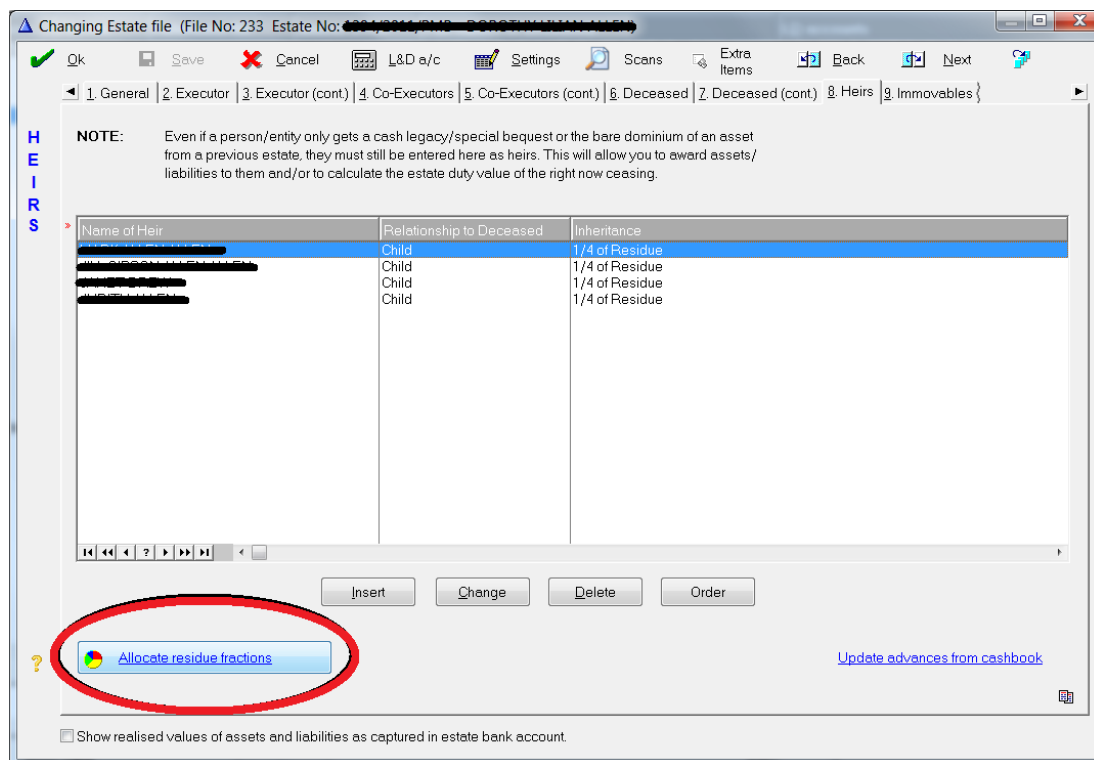 Changing Estate file (File No: 233 Estate No:
Ok Save Cancel L&D a/c Settings Scans Extra Items Back Next
1. General 2. Executor 3. Executor (cont.) 4. Co-Executors 5. Co-Executors (cont.) 6. Deceased 7. Deceased (cont.) 8. Heirs 9. Immovables
HEIRS
NOTE: Even if a person/entity only gets a cash legacy/special bequest or the bare dominium of an asset
from a previous estate, they must still be entered here as heirs. This will allow you to award assets/
liabilities to them and/or to calculate the estate duty value of the right now ceasing.
Name of Heir Relationship to Deceased Inheritance
Child 1/4 of Residue
Child 1/4 of Residue
Child 1/4 of Residue
Child 1/4 of Residue
Insert Change Delete Order
Allocate residue fractions
Update advances from cashbook
Show realised values of assets and liabilities as captured in estate bank account.